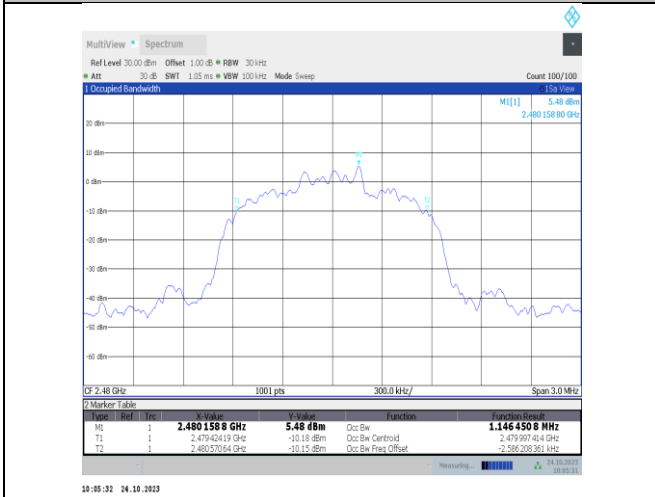 MultiView Spectrum
Ref Level 30.00 dBm Offset 1.00 dB RBW 30 kHz
Att 30 dB SWT 1.05 ms VBW 100 kHz Mode Sweep Count 100/100
1 Occupied Bandwidth 1Sa View
M1[1] 5.48 dBm
2.480 158 80 GHz
20 dBm
10 dBm
M1
0 dBm
T1 T2
-10 dBm
-20 dBm
-30 dBm
-40 dBm
-50 dBm
-60 dBm
CF 2.48 GHz 1001 pts 300.0 kHz/ Span 3.0 MHz
2 Marker Table
Type Ref Trc X-Value Y-Value Function Function Result
M1 1 2.480 158 8 GHz 5.48 dBm Occ Bw 1.146 450 8 MHz
T1 1 2.479 424 19 GHz -10.18 dBm Occ Bw Centroid 2.479 997 414 GHz
T2 1 2.480 570 64 GHz -10.15 dBm Occ Bw Freq Offset -2.586 208 361 kHz
Measuring... 24.10.2023
10:05:31
10:05:32 24.10.2023